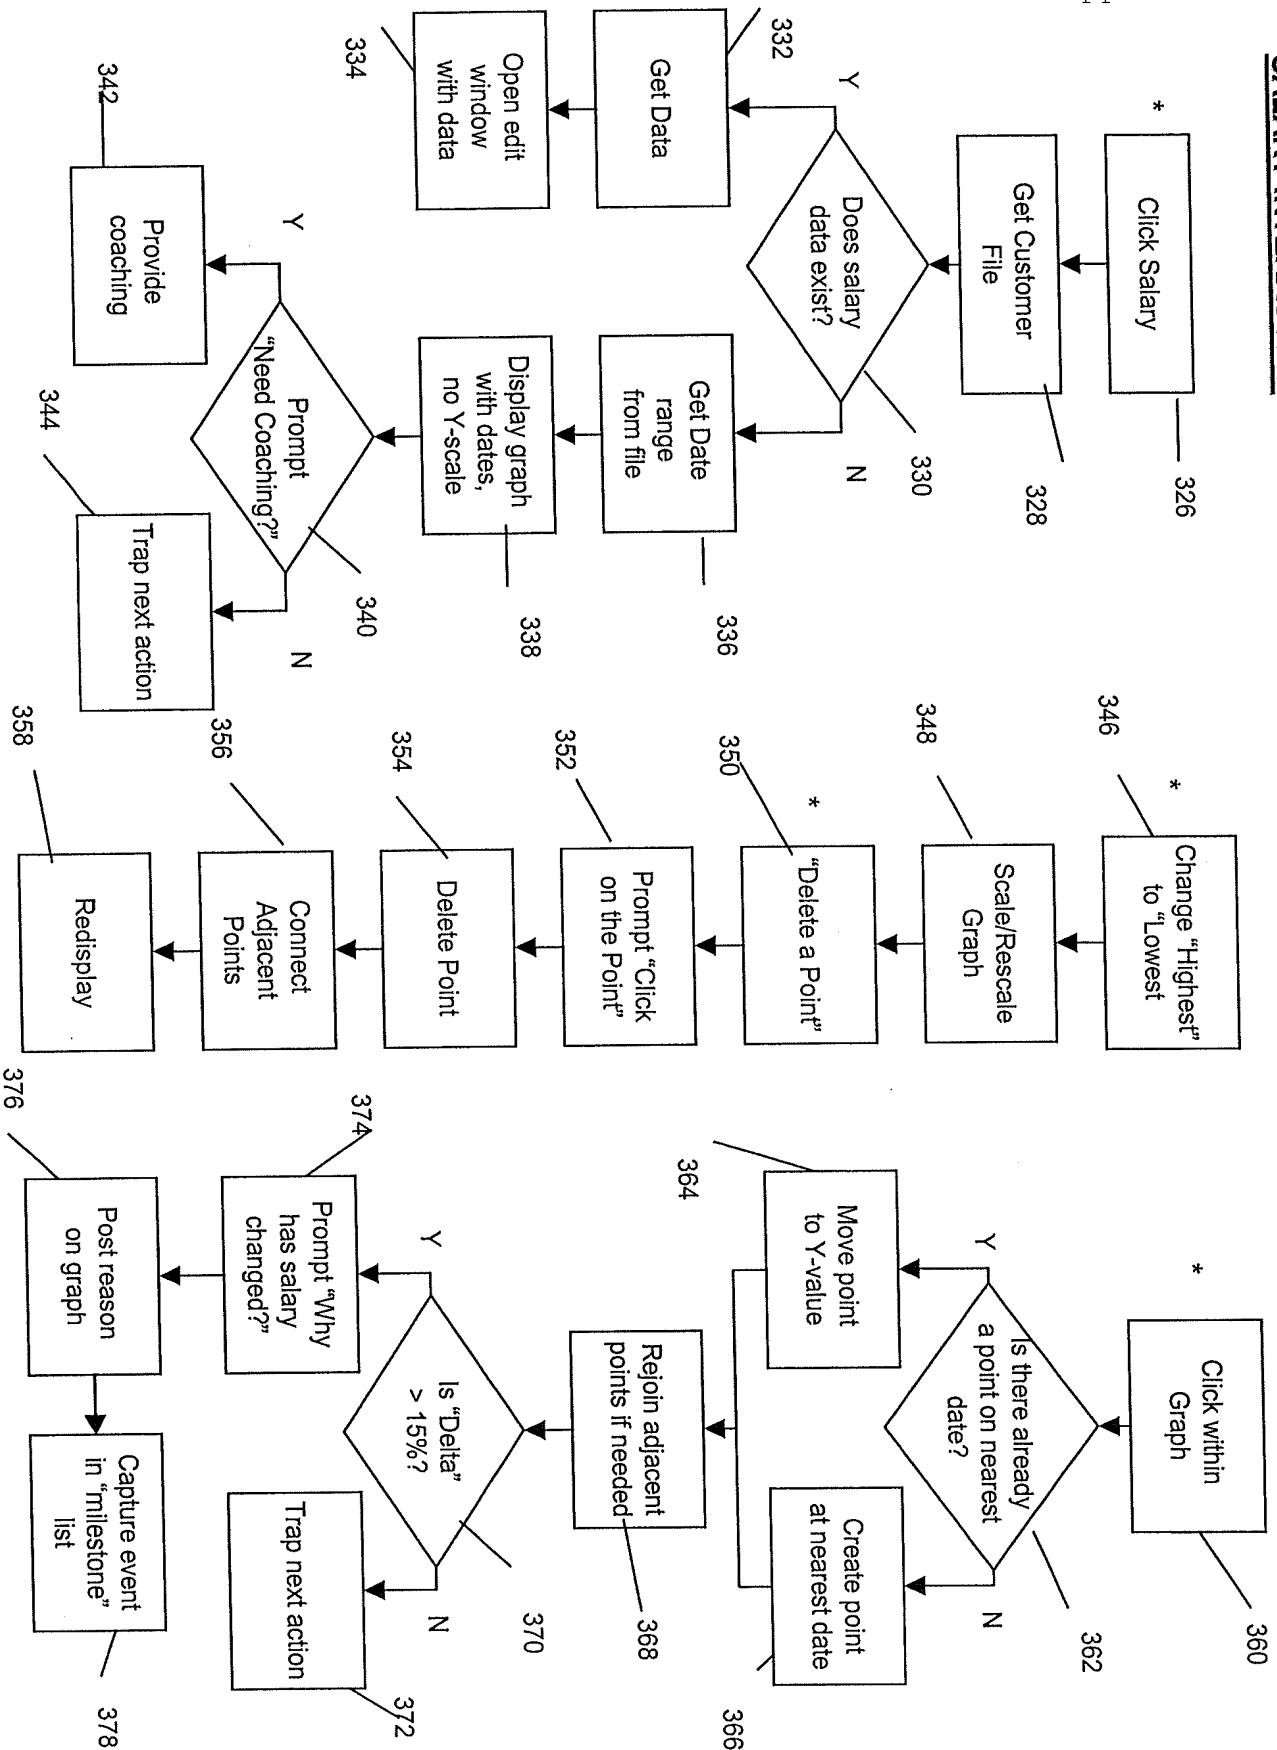 *
Click Salary
326
Get Customer
File
328
Does salary
data exist?
330
Y
N
Get Data
332
Open edit
window
with data
334
Get Date
range
from file
336
Display graph
with dates,
no Y-scale
338
Prompt
“Need Coaching?”
340
Y
N
Provide
coaching
342
Trap next action
344
*
Change “Highest”
to “Lowest
346
Scale/Rescale
Graph
348
*
“Delete a Point”
350
Prompt “Click
on the Point”
352
Delete Point
354
Connect
Adjacent
Points
356
Redisplay
358
*
Click within
Graph
360
Is there already
a point on nearest
date?
362
Y
N
Move point
to Y-value
364
Create point
at nearest date
366
Rejoin adjacent
points if needed
368
Is “Delta”
> 15%?
370
Y
N
Trap next action
372
Prompt “Why
has salary
changed?”
374
Post reason
on graph
376
Capture event
in “milestone”
list
378